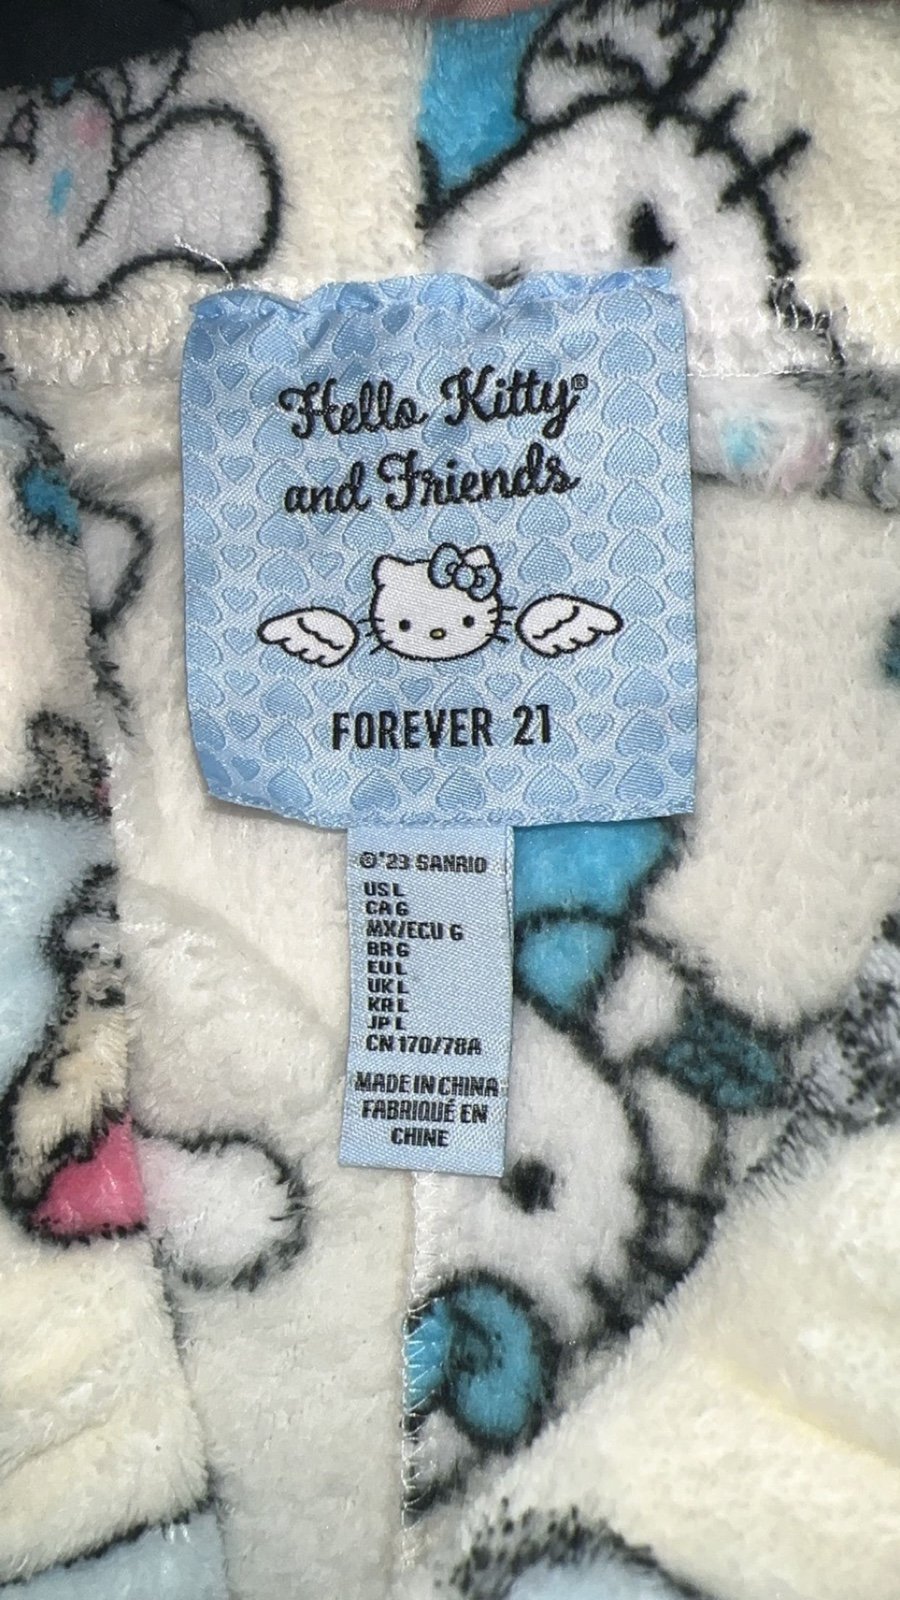 Hello Kitty®
and Friends
FOREVER 21
©'23 SANRIO
US L
CA G
MX/ECU G
BR G
EU L
UK L
KR L
JP L
CN 170/78A
MADE IN CHINA
FABRIQUÉ EN
CHINE